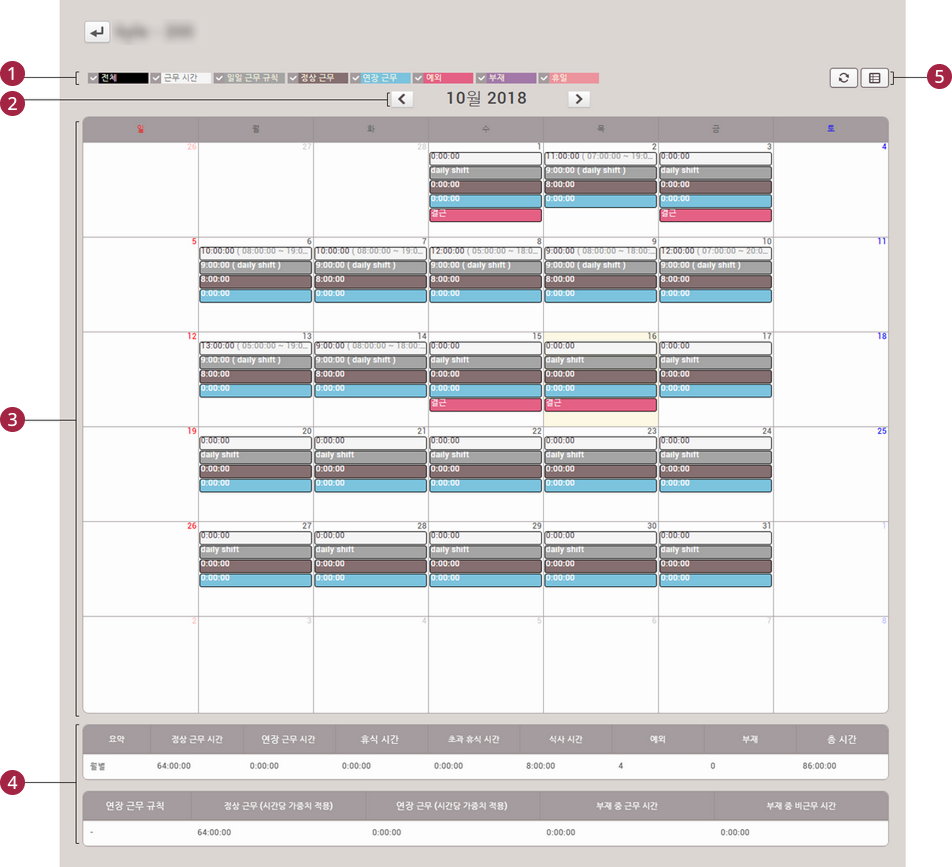 1 전체 근무 시간 일일 근무 규칙 정상 근무 연장 근무 예외 부재 휴일 5
2 10월 2018
일 월 화 수 목 금 토
26 27 28 1 2 3 4
0:00:00 11:00:00 ( 07:00:00 ~ 19:0... 0:00:00
daily shift 9:00:00 ( daily shift ) daily shift
0:00:00 8:00:00 0:00:00
0:00:00 0:00:00 0:00:00
결근 결근
5 6 7 8 9 10 11
10:00:00 ( 08:00:00 ~ 19:0... 10:00:00 ( 08:00:00 ~ 19:0... 12:00:00 ( 05:00:00 ~ 18:0... 9:00:00 ( 08:00:00 ~ 18:00:... 12:00:00 ( 07:00:00 ~ 20:0...
9:00:00 ( daily shift ) 9:00:00 ( daily shift ) 9:00:00 ( daily shift ) 9:00:00 ( daily shift ) 9:00:00 ( daily shift )
8:00:00 8:00:00 8:00:00 8:00:00 8:00:00
0:00:00 0:00:00 0:00:00 0:00:00 0:00:00
12 13 14 15 16 17 18
13:00:00 ( 05:00:00 ~ 19:0... 9:00:00 ( 08:00:00 ~ 18:00:... 0:00:00 0:00:00 0:00:00
9:00:00 ( daily shift ) 9:00:00 ( daily shift ) daily shift daily shift daily shift
8:00:00 8:00:00 0:00:00 0:00:00 0:00:00
0:00:00 0:00:00 0:00:00 0:00:00 0:00:00
결근 결근
3
19 20 21 22 23 24 25
0:00:00 0:00:00 0:00:00 0:00:00 0:00:00
daily shift daily shift daily shift daily shift daily shift
0:00:00 0:00:00 0:00:00 0:00:00 0:00:00
0:00:00 0:00:00 0:00:00 0:00:00 0:00:00
26 27 28 29 30 31 1
0:00:00 0:00:00 0:00:00 0:00:00 0:00:00
daily shift daily shift daily shift daily shift daily shift
0:00:00 0:00:00 0:00:00 0:00:00 0:00:00
0:00:00 0:00:00 0:00:00 0:00:00 0:00:00
2 3 4 5 6 7 8
요약 정상 근무 시간 연장 근무 시간 휴식 시간 초과 휴식 시간 식사 시간 예외 부재 총 시간
월별 64:00:00 0:00:00 0:00:00 0:00:00 8:00:00 4 0 86:00:00
4
연장 근무 규칙 정상 근무 (시간당 가중치 적용) 연장 근무 (시간당 가중치 적용) 부재 중 근무 시간 부재 중 비근무 시간
- 64:00:00 0:00:00 0:00:00 0:00:00